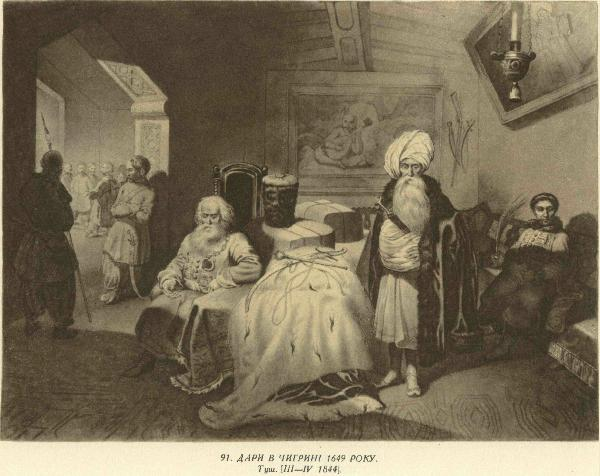 91. ДАРИ В ЧИГРИНІ 1649 РОКУ.
Туш. [III—IV 1844].